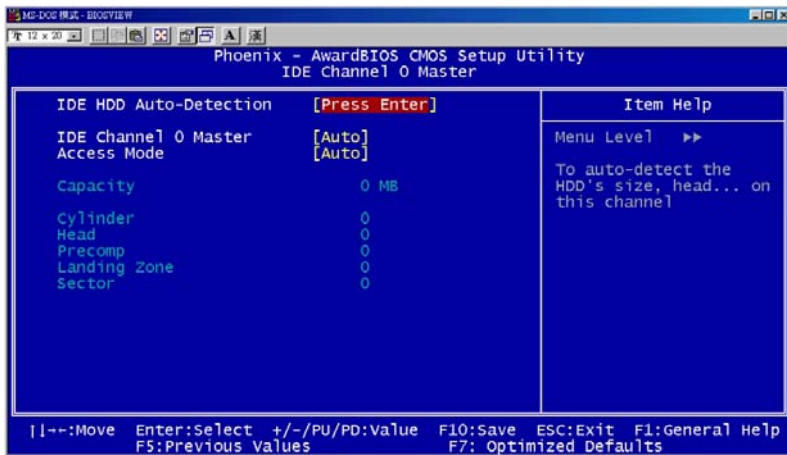 MS-DOS 模式 - BIOSVIEW
12 x 20 A 漢
Phoenix - AwardBIOS CMOS Setup Utility
IDE Channel 0 Master
IDE HDD Auto-Detection [Press Enter]
IDE Channel 0 Master [Auto]
Access Mode [Auto]
Capacity 0 MB
Cylinder 0
Head 0
Precomp 0
Landing Zone 0
Sector 0
Item Help
Menu Level ▶▶
To auto-detect the
HDD's size, head... on
this channel
↑↓→←:Move Enter:Select +/-/PU/PD:Value F10:Save ESC:Exit F1:General Help
F5:Previous Values F7: Optimized Defaults